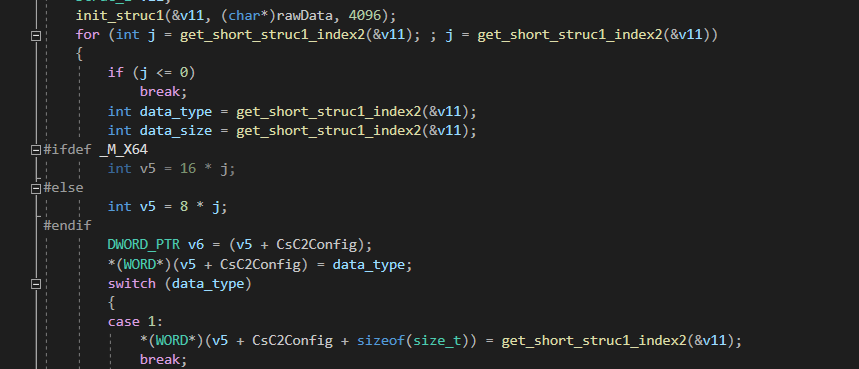 init_struc1(&v11, (char*)rawData, 4096);
for (int j = get_short_struc1_index2(&v11); ; j = get_short_struc1_index2(&v11))
{
if (j <= 0)
break;
int data_type = get_short_struc1_index2(&v11);
int data_size = get_short_struc1_index2(&v11);
#ifdef _M_X64
int v5 = 16 * j;
#else
int v5 = 8 * j;
#endif
DWORD_PTR v6 = (v5 + CsC2Config);
*(WORD*)(v5 + CsC2Config) = data_type;
switch (data_type)
{
case 1:
*(WORD*)(v5 + CsC2Config + sizeof(size_t)) = get_short_struc1_index2(&v11);
break;